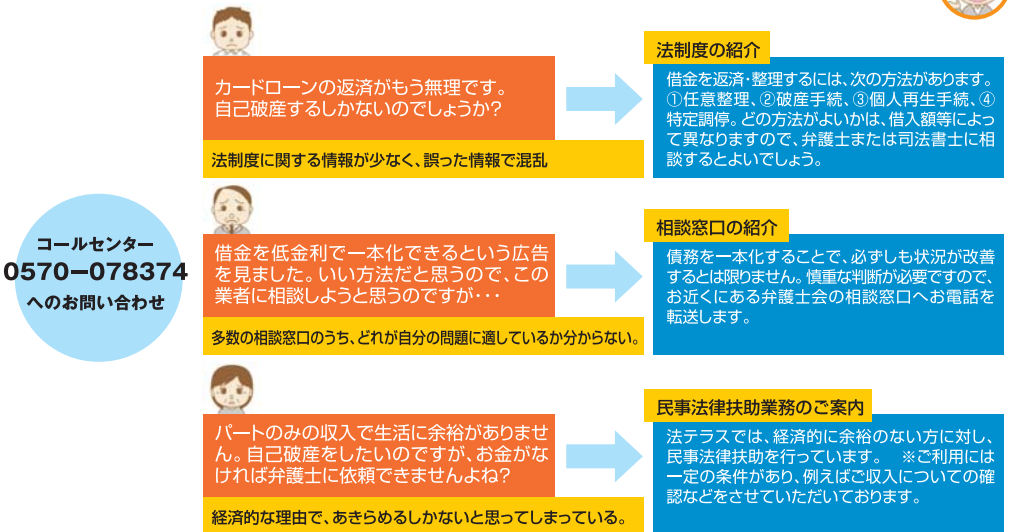 カードローンの返済がもう無理です。
自己破産するしかないのでしょうか?
法制度に関する情報が少なく、誤った情報で混乱
法制度の紹介
借金を返済・整理するには、次の方法があります。
①任意整理、②破産手続、③個人再生手続、④
特定調停。どの方法がよいかは、借入額等によっ
て異なりますので、弁護士または司法書士に相
談するとよいでしょう。
コールセンター
0570-078374
へのお問い合わせ
借金を低金利で一本化できるという広告
を見ました。いい方法だと思うので、この
業者に相談しようと思うのですが・・・
多数の相談窓口のうち、どれが自分の問題に適しているか分からない。
相談窓口の紹介
債務を一本化することで、必ずしも状況が改善
するとは限りません。慎重な判断が必要ですので、
お近くにある弁護士会の相談窓口へお電話を
転送します。
パートのみの収入で生活に余裕がありませ
ん。自己破産をしたいのですが、お金がな
ければ弁護士に依頼できませんよね?
経済的な理由で、あきらめるしかないと思ってしまっている。
民事法律扶助業務のご案内
法テラスでは、経済的に余裕のない方に対し、
民事法律扶助を行っています。 ※ご利用には
一定の条件があり、例えばご収入についての確
認などをさせていただいております。